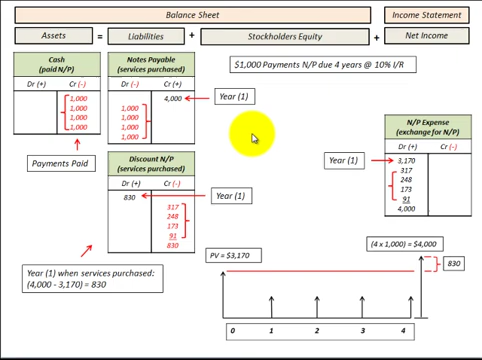 Balance Sheet
Income Statement
Assets
=
Liabilities
+
Stockholders Equity
+
Net Income
Cash
(paid N/P)
Dr (+)
Cr (-)
1,000
1,000
1,000
1,000
Payments Paid
Notes Payable
(services purchased)
Dr (-)
Cr (+)
4,000
1,000
1,000
1,000
1,000
Year (1)
$1,000 Payments N/P due 4 years @ 10% I/R
Discount N/P
(services purchased)
Dr (+)
Cr (-)
830
317
248
173
91
830
Year (1)
N/P Expense
(exchange for N/P)
Dr (+)
Cr (-)
3,170
317
248
173
91
4,000
Year (1)
Year (1) when services purchased:
(4,000 - 3,170) = 830
PV = $3,170
(4 x 1,000) = $4,000
830
0 1 2 3 4